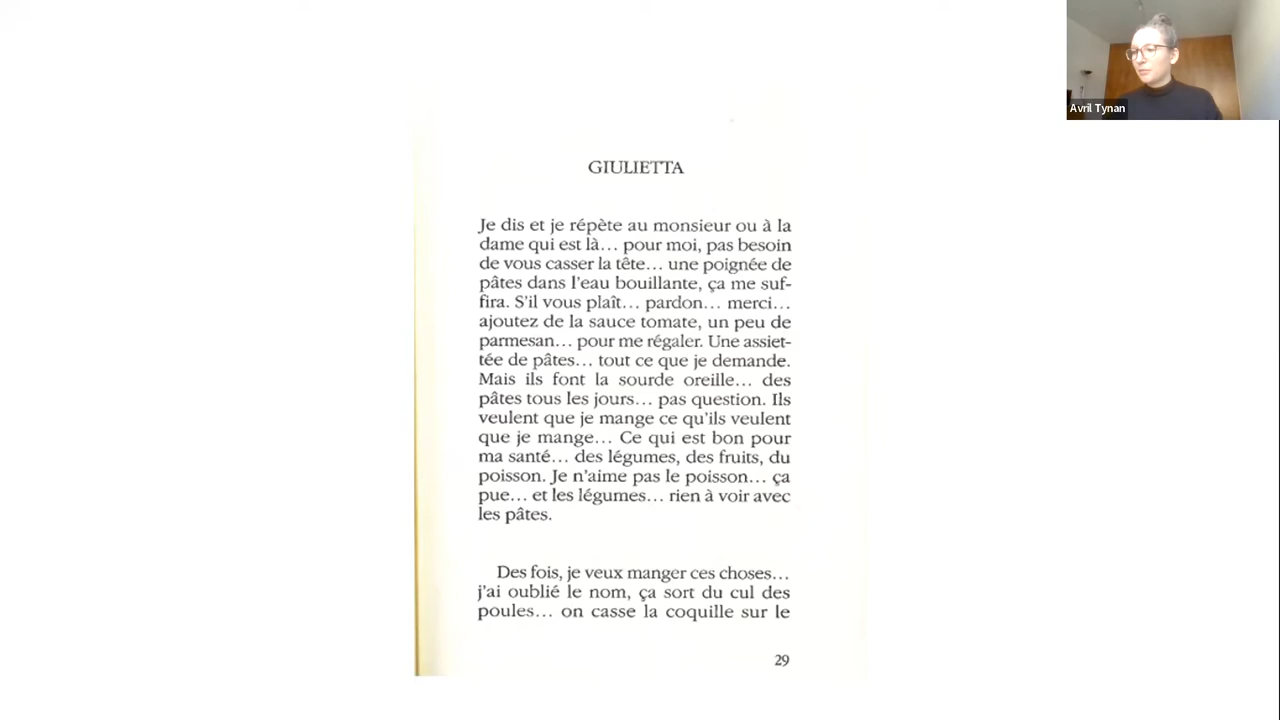 Avril Tynan
GIULIETTA
Je dis et je répète au monsieur ou à la
dame qui est là… pour moi, pas besoin
de vous casser la tête… une poignée de
pâtes dans l'eau bouillante, ça me suf-
fira. S'il vous plaît… pardon… merci…
ajoutez de la sauce tomate, un peu de
parmesan… pour me régaler. Une assiet-
tée de pâtes… tout ce que je demande.
Mais ils font la sourde oreille… des
pâtes tous les jours… pas question. Ils
veulent que je mange ce qu'ils veulent
que je mange… Ce qui est bon pour
ma santé… des légumes, des fruits, du
poisson. Je n'aime pas le poisson… ça
pue… et les légumes… rien à voir avec
les pâtes.
Des fois, je veux manger ces choses…
j'ai oublié le nom, ça sort du cul des
poules… on casse la coquille sur le
29